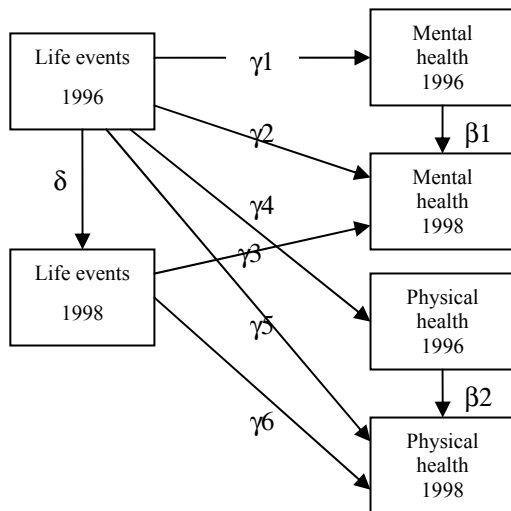 Life events
1996
γ1
Mental
health
1996
γ2
β1
δ
Mental
health
1998
γ4
Life events
1998
γ3
Physical
health
1996
γ5
β2
γ6
Physical
health
1998